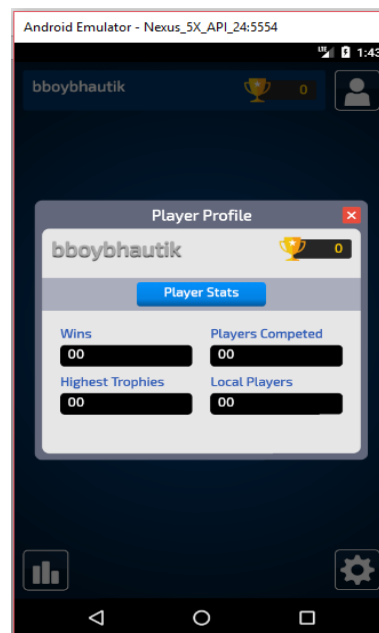 Android Emulator - Nexus_5X_API_24:5554
LTE 1:43
bboybhautik 0
Player Profile
bboybhautik 0
Player Stats
Wins Players Competed
00 00
Highest Trophies Local Players
00 00